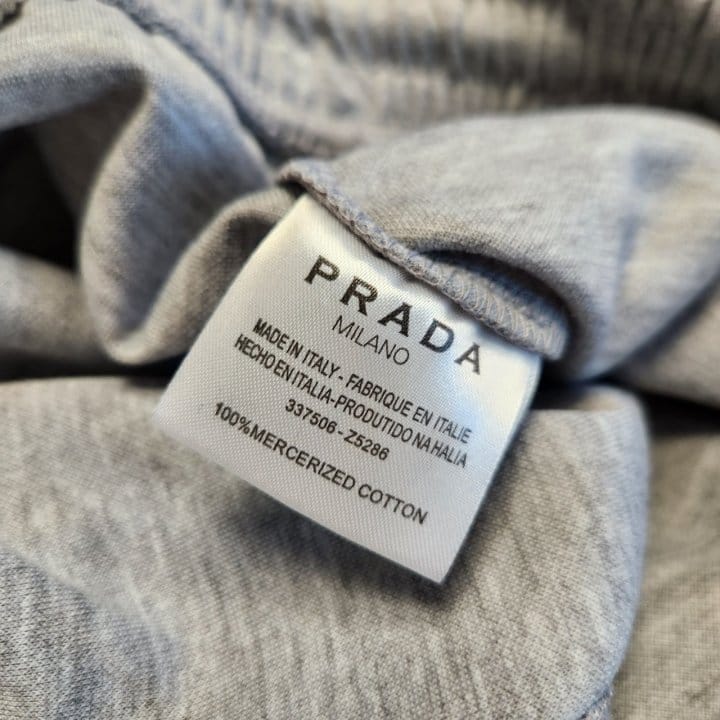 PRADA
MILANO
MADE IN ITALY - FABRIQUE EN ITALIE
HECHO EN ITALIA-PRODUTIDO NA HALIA
337506 - Z5286
100%MERCERIZED COTTON